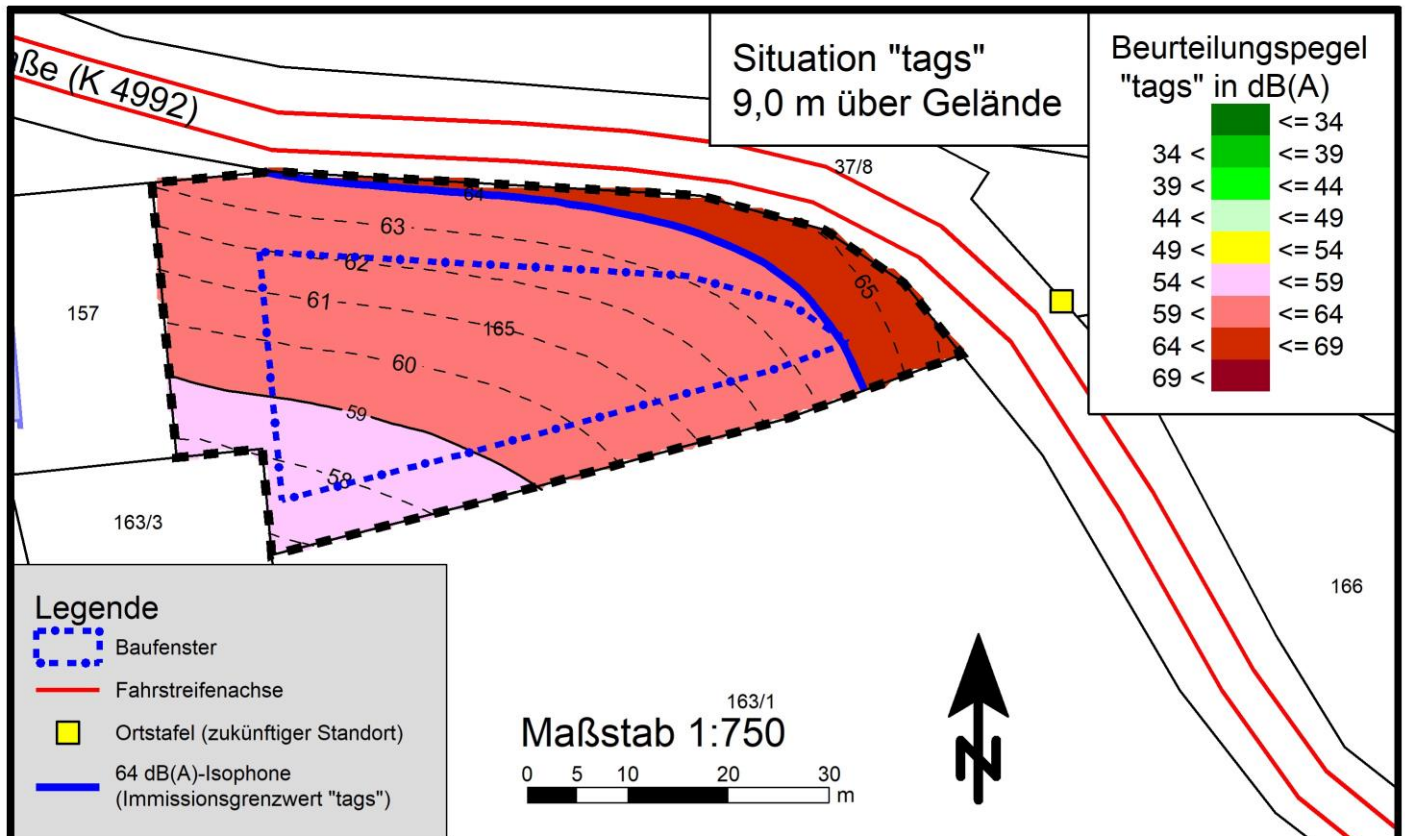 ße (K 4992)
Situation "tags"
9,0 m über Gelände
Beurteilungspegel
"tags" in dB(A)
<= 34
34 < <= 39
39 < <= 44
44 < <= 49
49 < <= 54
54 < <= 59
59 < <= 64
64 < <= 69
69 <
37/8
64
63
62
61
165
65
60
59
58
157
163/3
166
Legende
Baufenster
Fahrstreifenachse
Ortstafel (zukünftiger Standort)
64 dB(A)-Isophone
(Immissionsgrenzwert "tags")
163/1
Maßstab 1:750
0 5 10 20 30
m
N